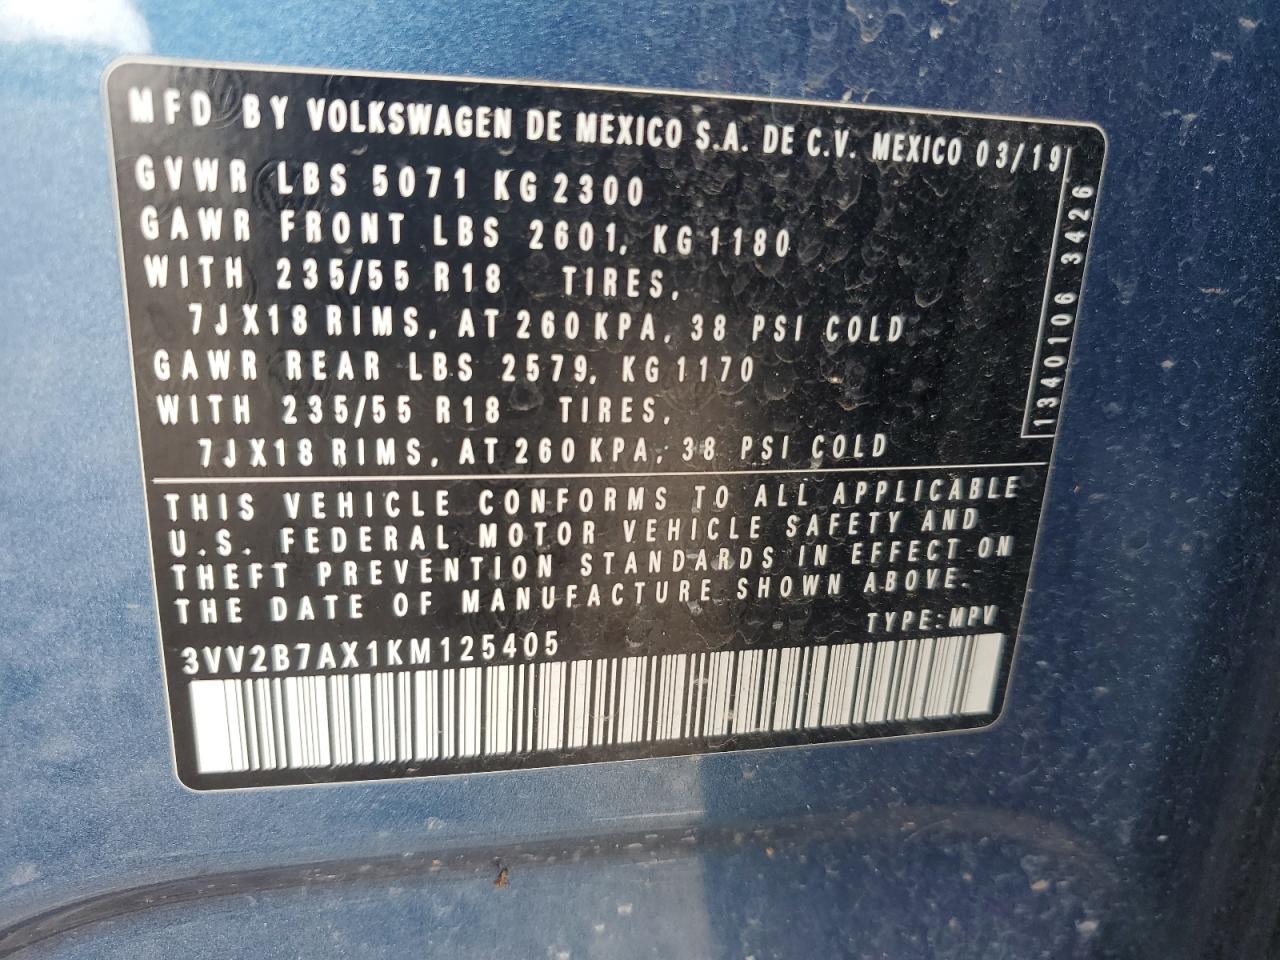 MFD BY VOLKSWAGEN DE MEXICO S.A. DE C.V. MEXICO 03/19
GVWR LBS 5071 KG 2300
GAWR FRONT LBS 2601, KG 1180
WITH 235/55 R18 TIRES,
7JX18 RIMS, AT 260 KPA, 38 PSI COLD
GAWR REAR LBS 2579, KG 1170
WITH 235/55 R18 TIRES,
7JX18 RIMS, AT 260 KPA, 38 PSI COLD
1340106 3426
THIS VEHICLE CONFORMS TO ALL APPLICABLE
U.S. FEDERAL MOTOR VEHICLE SAFETY AND
THEFT PREVENTION STANDARDS IN EFFECT ON
THE DATE OF MANUFACTURE SHOWN ABOVE.
TYPE:MPV
3VV2B7AX1KM125405